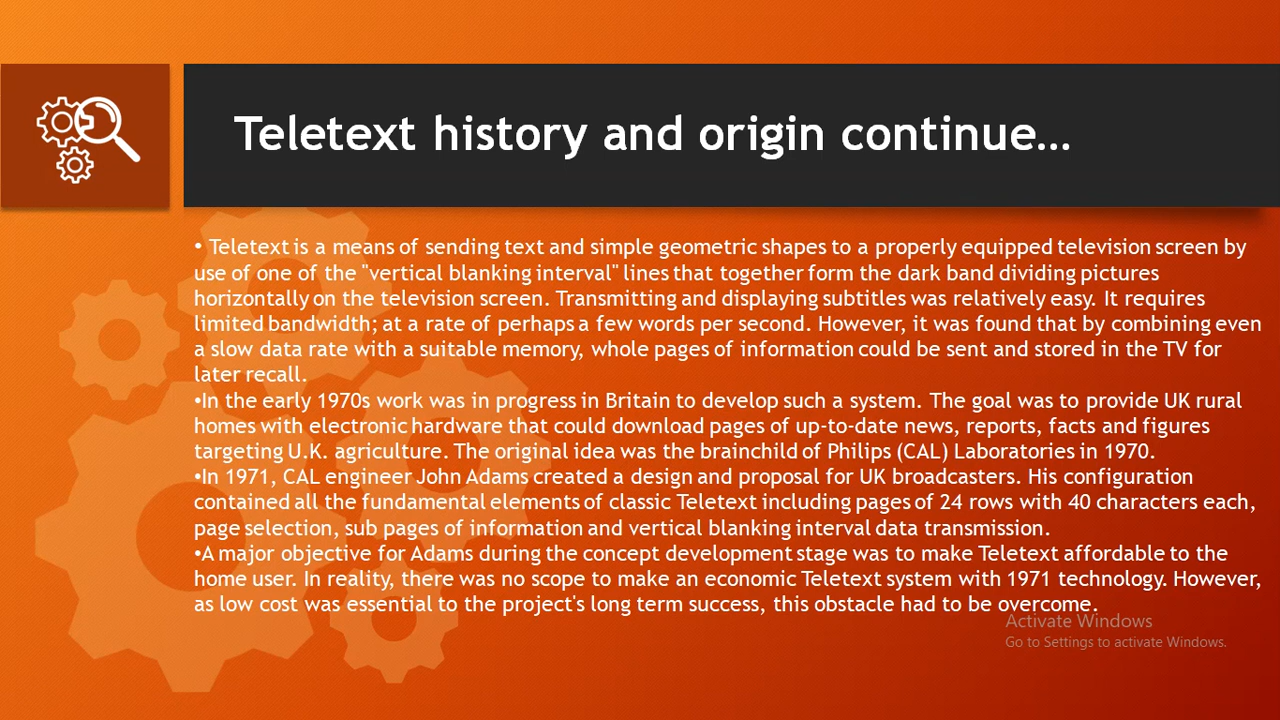 Teletext history and origin continue...
• Teletext is a means of sending text and simple geometric shapes to a properly equipped television screen by
use of one of the "vertical blanking interval" lines that together form the dark band dividing pictures
horizontally on the television screen. Transmitting and displaying subtitles was relatively easy. It requires
limited bandwidth; at a rate of perhaps a few words per second. However, it was found that by combining even
a slow data rate with a suitable memory, whole pages of information could be sent and stored in the TV for
later recall.
•In the early 1970s work was in progress in Britain to develop such a system. The goal was to provide UK rural
homes with electronic hardware that could download pages of up-to-date news, reports, facts and figures
targeting U.K. agriculture. The original idea was the brainchild of Philips (CAL) Laboratories in 1970.
•In 1971, CAL engineer John Adams created a design and proposal for UK broadcasters. His configuration
contained all the fundamental elements of classic Teletext including pages of 24 rows with 40 characters each,
page selection, sub pages of information and vertical blanking interval data transmission.
•A major objective for Adams during the concept development stage was to make Teletext affordable to the
home user. In reality, there was no scope to make an economic Teletext system with 1971 technology. However,
as low cost was essential to the project's long term success, this obstacle had to be overcome.
Activate Windows
Go to Settings to activate Windows.